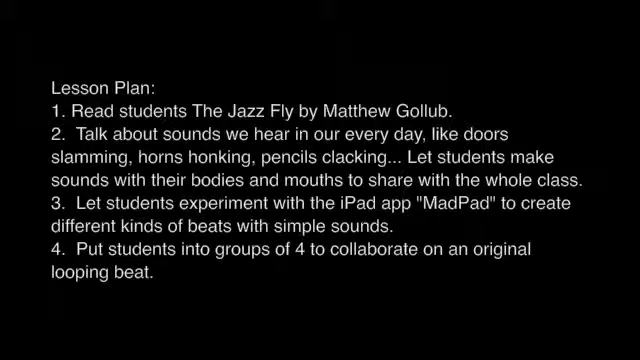 Lesson Plan:
1. Read students The Jazz Fly by Matthew Gollub.
2.  Talk about sounds we hear in our every day, like doors
slamming, horns honking, pencils clacking... Let students make
sounds with their bodies and mouths to share with the whole class.
3.  Let students experiment with the iPad app "MadPad" to create
different kinds of beats with simple sounds.
4.  Put students into groups of 4 to collaborate on an original
looping beat.